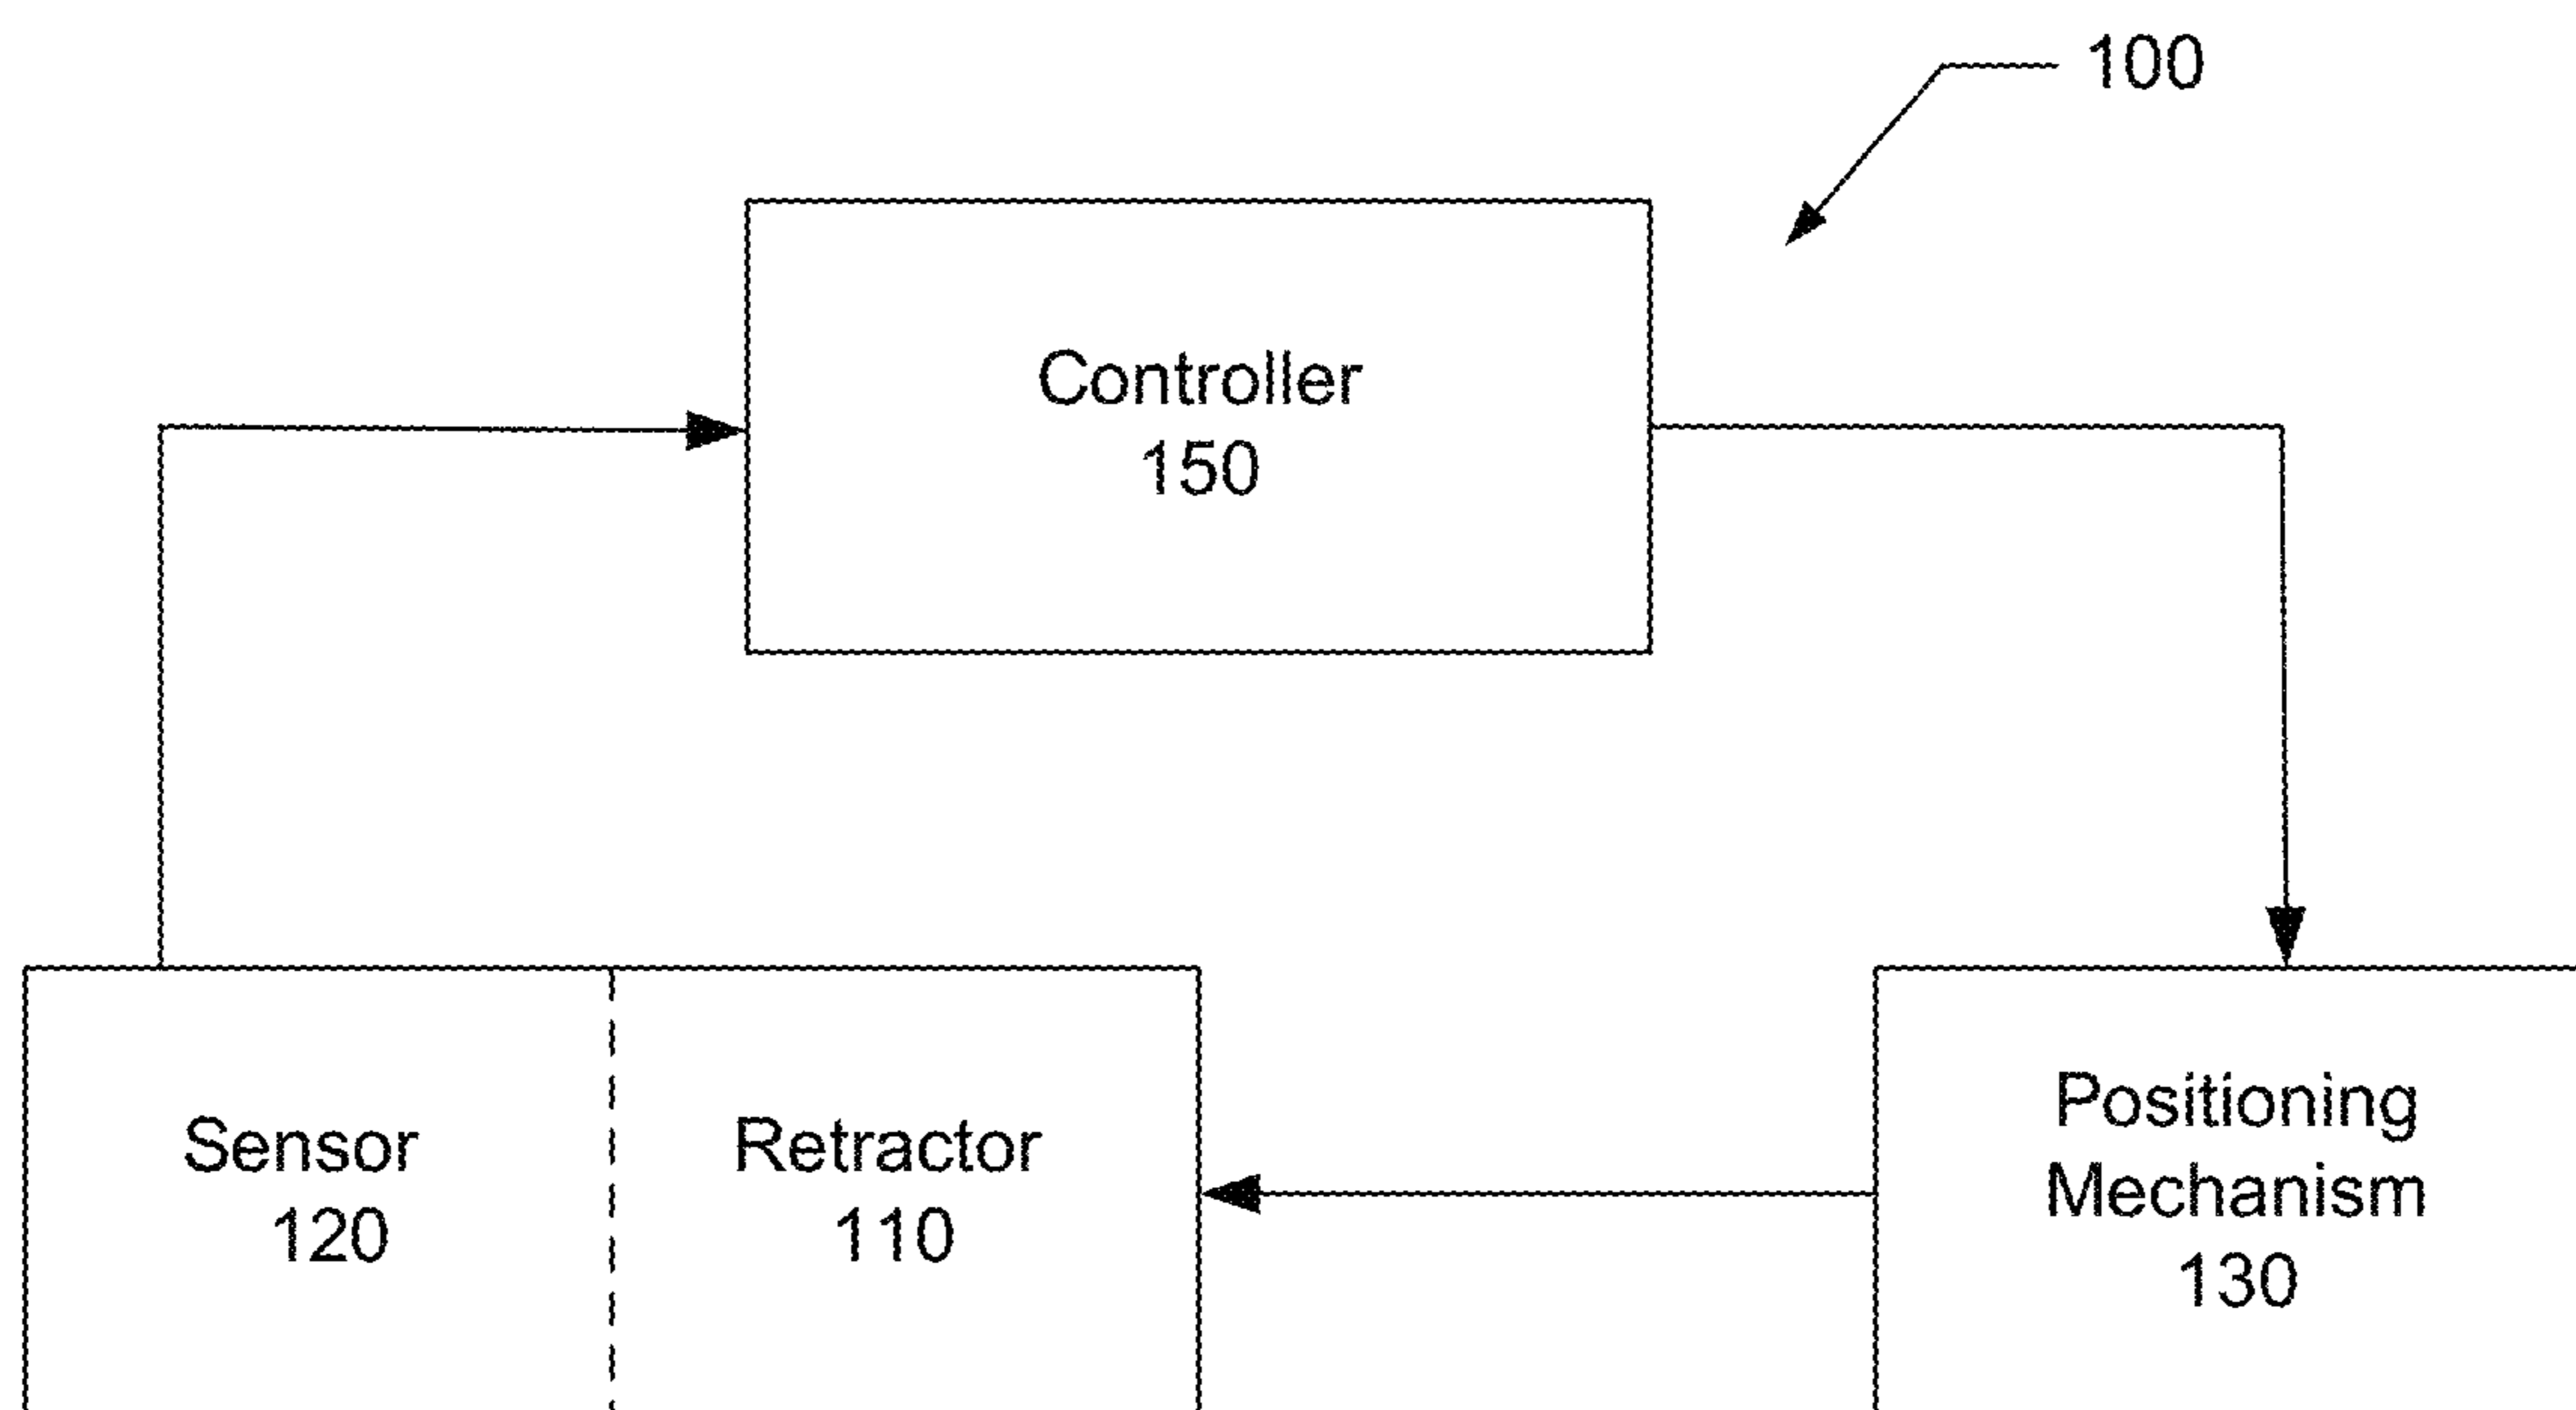 100
Controller
150
Sensor
120
Retractor
110
Positioning
Mechanism
130